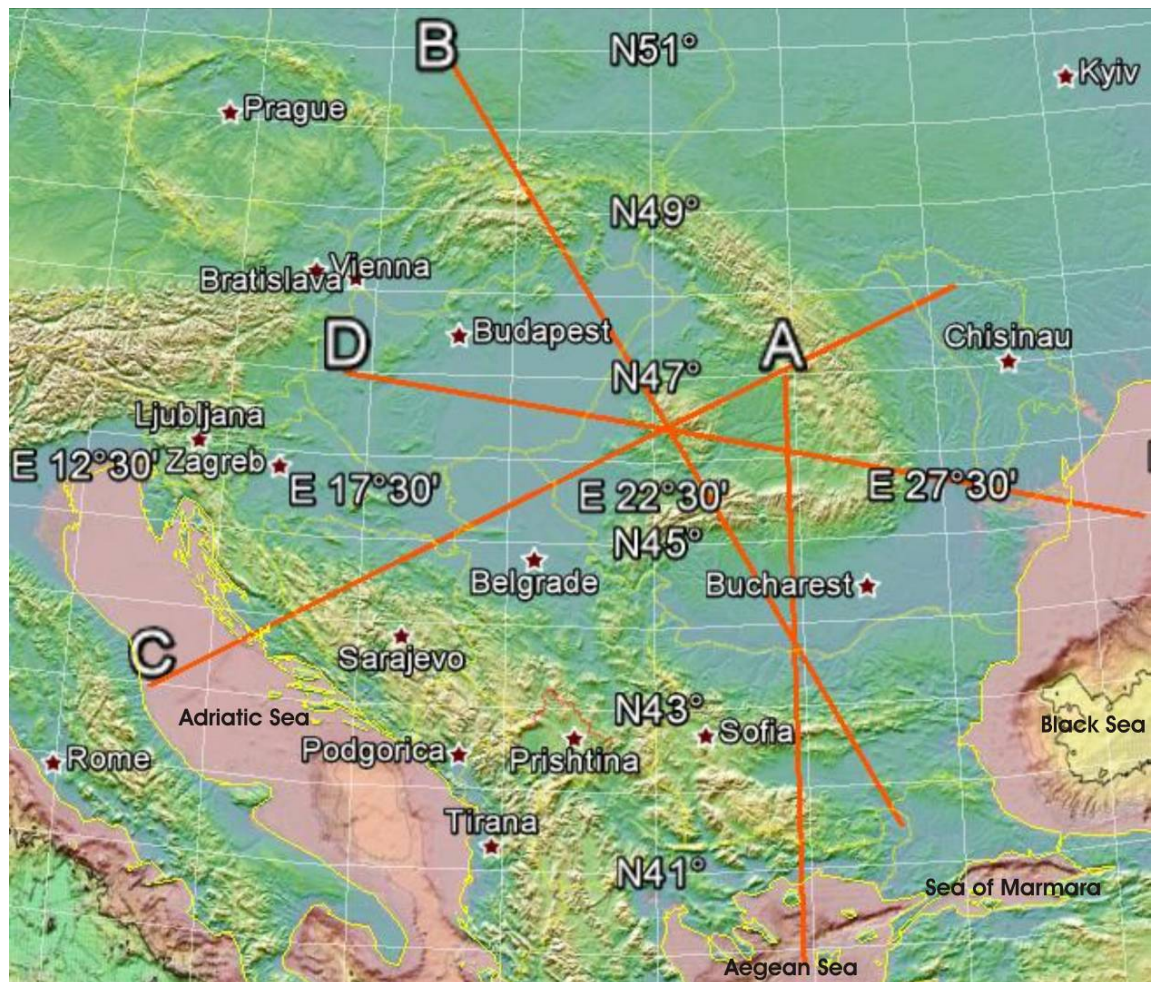 B
N51°
Kyiv
Prague
N49°
Vienna
Bratislava
Budapest
D
A
Chisinau
N47°
Ljubljana
E 12°30'
Zagreb
E 17°30'
E 22°30'
E 27°30'
N45°
Belgrade
Bucharest
C
Sarajevo
Adriatic Sea
N43°
Sofia
Black Sea
Rome
Podgorica
Prishtina
Tirana
N41°
Sea of Marmara
Aegean Sea